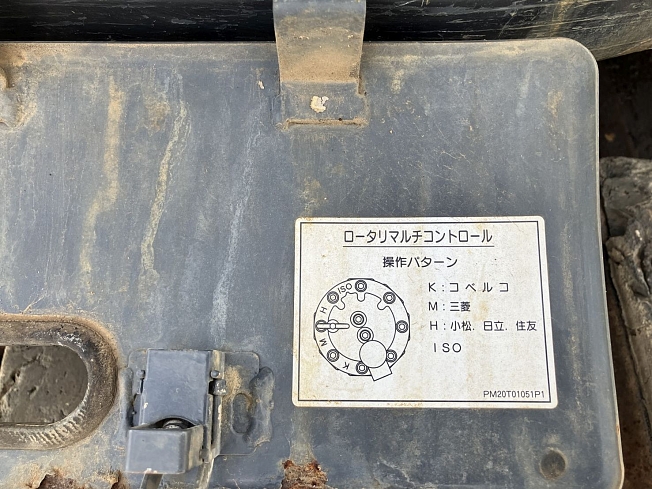 ロータリマルチコントロール
操作パターン
K:コベルコ
M:三菱
H:小松、日立、住友
ISO
ISO
H
M
K
PM20T01051P1